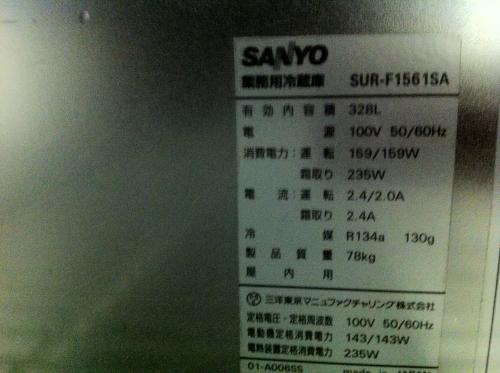 SANYO
業務用冷蔵庫 SUR-F1561SA
有効内容積 328L
電源 100V 50/60Hz
消費電力:運転 159/159W
霜取り 235W
電流:運転 2.4/2.0A
霜取り 2.4A
冷媒 R134a 130g
製品質量 78kg
屋内用
三洋東京マニュファクチャリング株式会社
定格電圧・定格周波数 100V 50/60Hz
電動機定格消費電力 143/143W
電熱装置定格消費電力 235W
01-A006SS made in JAPAN